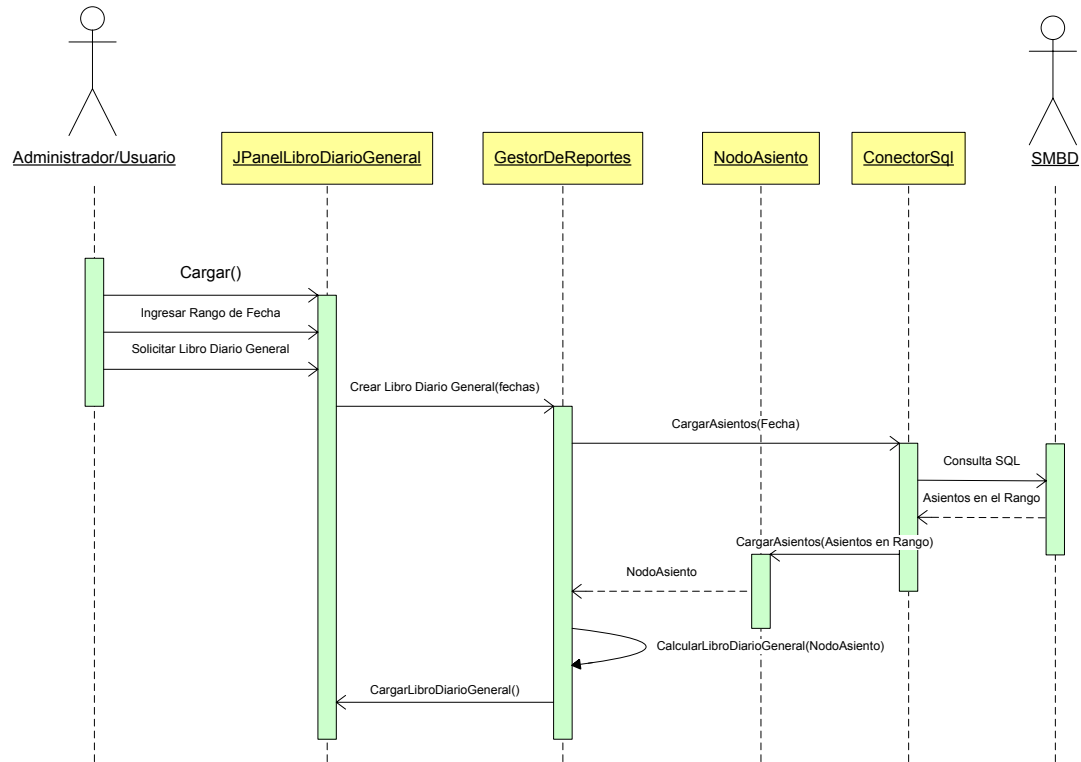 Administrador/Usuario
JPanelLibroDiarioGeneral
GestorDeReportes
NodoAsiento
ConectorSql
SMBD
Cargar()
Ingresar Rango de Fecha
Solicitar Libro Diario General
Crear Libro Diario General(fechas)
CargarAsientos(Fecha)
Consulta SQL
Asientos en el Rango
CargarAsientos(Asientos en Rango)
NodoAsiento
CalcularLibroDiarioGeneral(NodoAsiento)
CargarLibroDiarioGeneral()